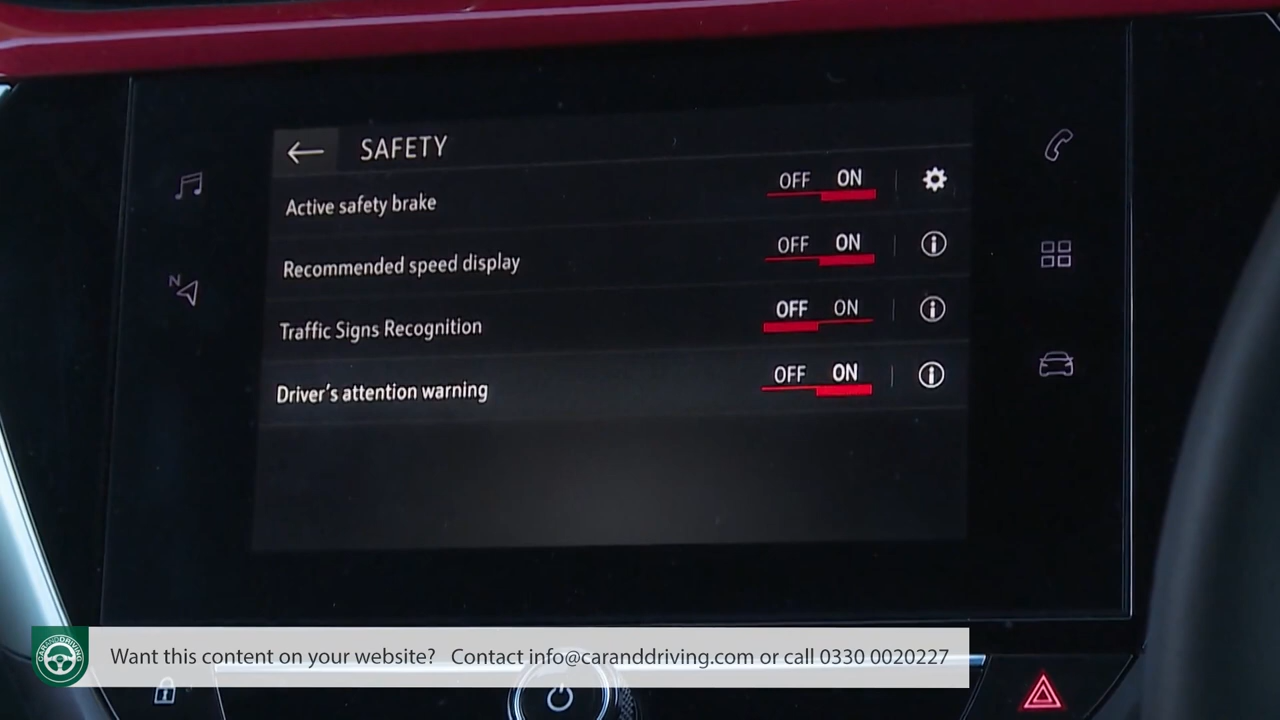 SAFETY
Active safety brake OFF ON
Recommended speed display OFF ON
Traffic Signs Recognition OFF ON
Driver's attention warning OFF ON
N
CARANDDRIVING
Want this content on your website? Contact info@caranddriving.com or call 0330 0020227